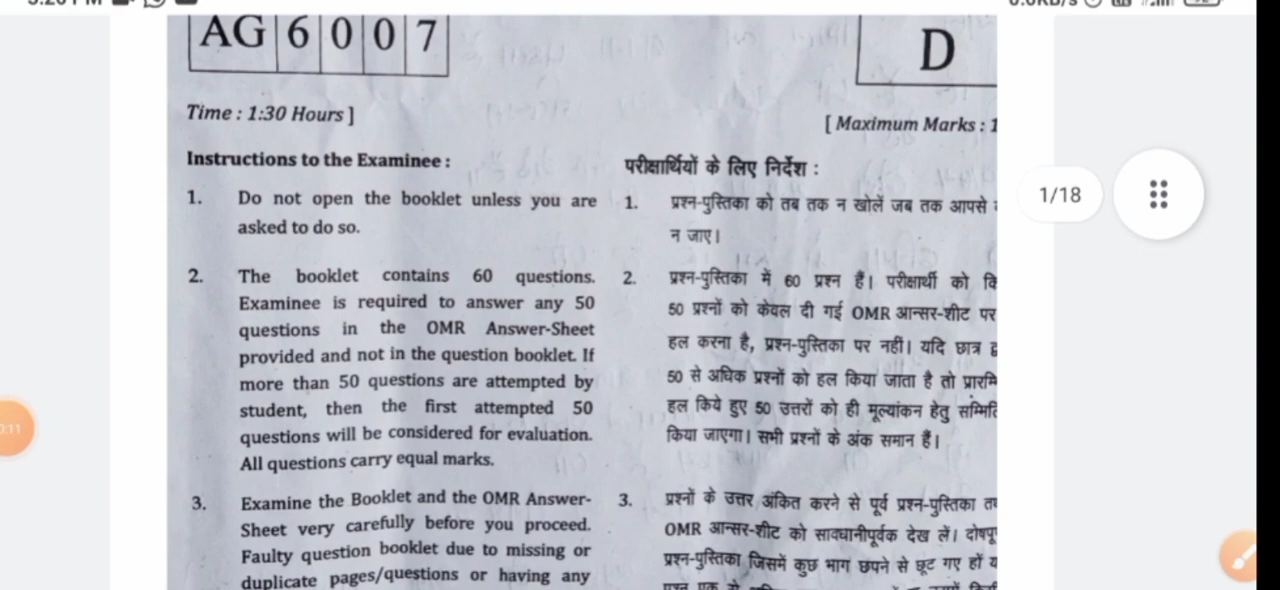 AG 6 0 0 7
D
Time : 1:30 Hours ]
[ Maximum Marks : 1
Instructions to the Examinee :
1. Do not open the booklet unless you are
asked to do so.
2. The booklet contains 60 questions.
Examinee is required to answer any 50
questions in the OMR Answer-Sheet
provided and not in the question booklet. If
more than 50 questions are attempted by
student, then the first attempted 50
questions will be considered for evaluation.
All questions carry equal marks.
3. Examine the Booklet and the OMR Answer-
Sheet very carefully before you proceed.
Faulty question booklet due to missing or
duplicate pages/questions or having any
परीक्षार्थियों के लिए निर्देश :
1. प्रश्न-पुस्तिका को तब तक न खोलें जब तक आपसे
न जाए।
2. प्रश्न-पुस्तिका में 60 प्रश्न हैं। परीक्षार्थी को कि
50 प्रश्नों को केवल दी गई OMR आन्सर-शीट पर
हल करना है, प्रश्न-पुस्तिका पर नहीं। यदि छात्र
50 से अधिक प्रश्नों को हल किया जाता है तो प्रारम्भि
हल किये हुए 50 उत्तरों को ही मूल्यांकन हेतु सम्मिलि
किया जाएगा। सभी प्रश्नों के अंक समान हैं।
3. प्रश्नों के उत्तर अंकित करने से पूर्व प्रश्न-पुस्तिका
OMR आन्सर-शीट को सावधानीपूर्वक देख लें। दोषपू
प्रश्न-पुस्तिका जिसमें कुछ भाग छपने से छूट गए हों
1/18
0:11